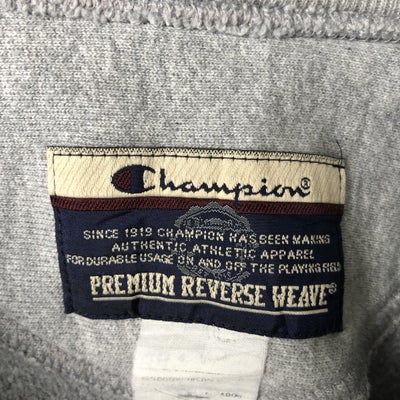 Champion®
SINCE 1919 CHAMPION HAS BEEN MAKING
AUTHENTIC ATHLETIC APPAREL
FOR DURABLE USAGE ON AND OFF THE PLAYING FIELD
PREMIUM REVERSE WEAVE®